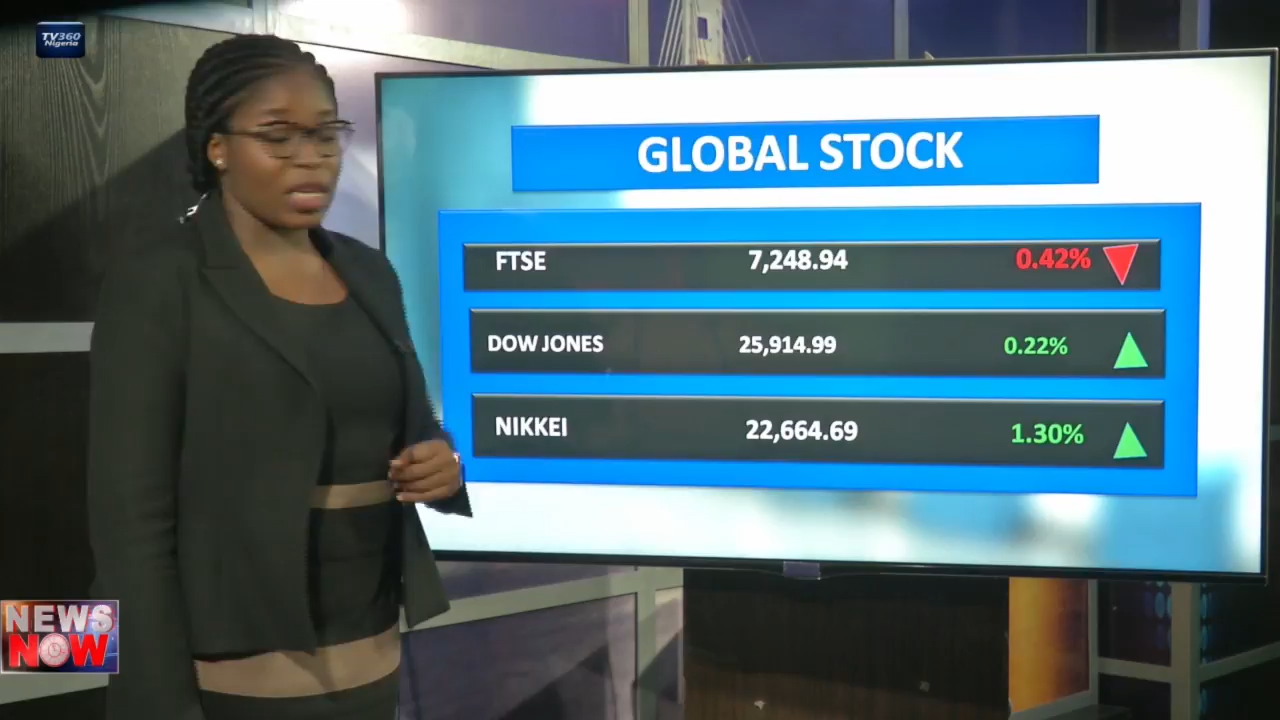 TV360
Nigeria
GLOBAL STOCK
FTSE 7,248.94 0.42%
DOW JONES 25,914.99 0.22%
NIKKEI 22,664.69 1.30%
NEWS
NOW